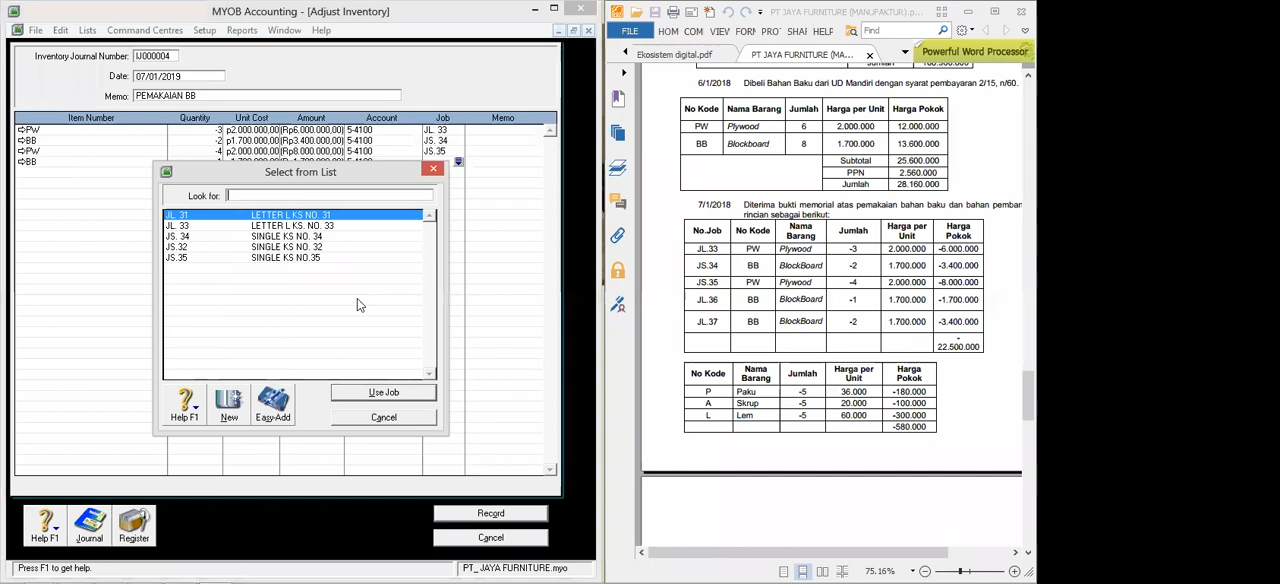 MYOB Accounting - [Adjust Inventory]
File Edit Lists Command Centres Setup Reports Window Help
Inventory Journal Number: IJ000004
Date: 07/01/2019
Memo: PEMAKAIAN BB
Item Number Quantity Unit Cost Amount Account Job Memo
PW -3 p2.000.000,00 (Rp6.000.000,00) 5-4100 JL. 33
BB -2 p1.700.000,00 (Rp3.400.000,00) 5-4100 JS. 34
PW -4 p2.000.000,00 (Rp8.000.000,00) 5-4100 JS.35
BB
Select from List
Look for:
JL. 31 LETTER L KS NO. 31
JL. 33 LETTER L KS. NO. 33
JS. 34 SINGLE KS NO. 34
JS.32 SINGLE KS NO. 32
JS.35 SINGLE KS NO.35
Help F1 New Easy-Add Use Job
Cancel
Help F1 Journal Register Record
Cancel
Press F1 to get help. PT_ JAYA FURNITURE.myo
PT JAYA FURNITURE (MANUFAKTUR).p...
FILE HOM COM VIEV FORM PRO SHAR HELP Find
Ekosistem digital.pdf PT JAYA FURNITURE (MA... Powerful Word Processor
6/1/2018 Dibeli Bahan Baku dari UD Mandiri dengan syarat pembayaran 2/15, n/60.
No Kode Nama Barang Jumlah Harga per Unit Harga Pokok
PW Plywood 6 2.000.000 12.000.000
BB Blockboard 8 1.700.000 13.600.000
Subtotal 25.600.000
PPN 2.560.000
Jumlah 28.160.000
7/1/2018 Diterima bukti memorial atas pemakaian bahan baku dan bahan pemban
rincian sebagai berikut:
No.Job No Kode Nama Barang Jumlah Harga per Unit Harga Pokok
JL.33 PW Plywood -3 2.000.000 -6.000.000
JS.34 BB BlockBoard -2 1.700.000 -3.400.000
JS.35 PW Plywood -4 2.000.000 -8.000.000
JL.36 BB BlockBoard -1 1.700.000 -1.700.000
JL.37 BB BlockBoard -2 1.700.000 -3.400.000
-
22.500.000
No Kode Nama Barang Jumlah Harga per Unit Harga Pokok
P Paku -5 36.000 -180.000
A Skrup -5 20.000 -100.000
L Lem -5 60.000 -300.000
-580.000
75.16%